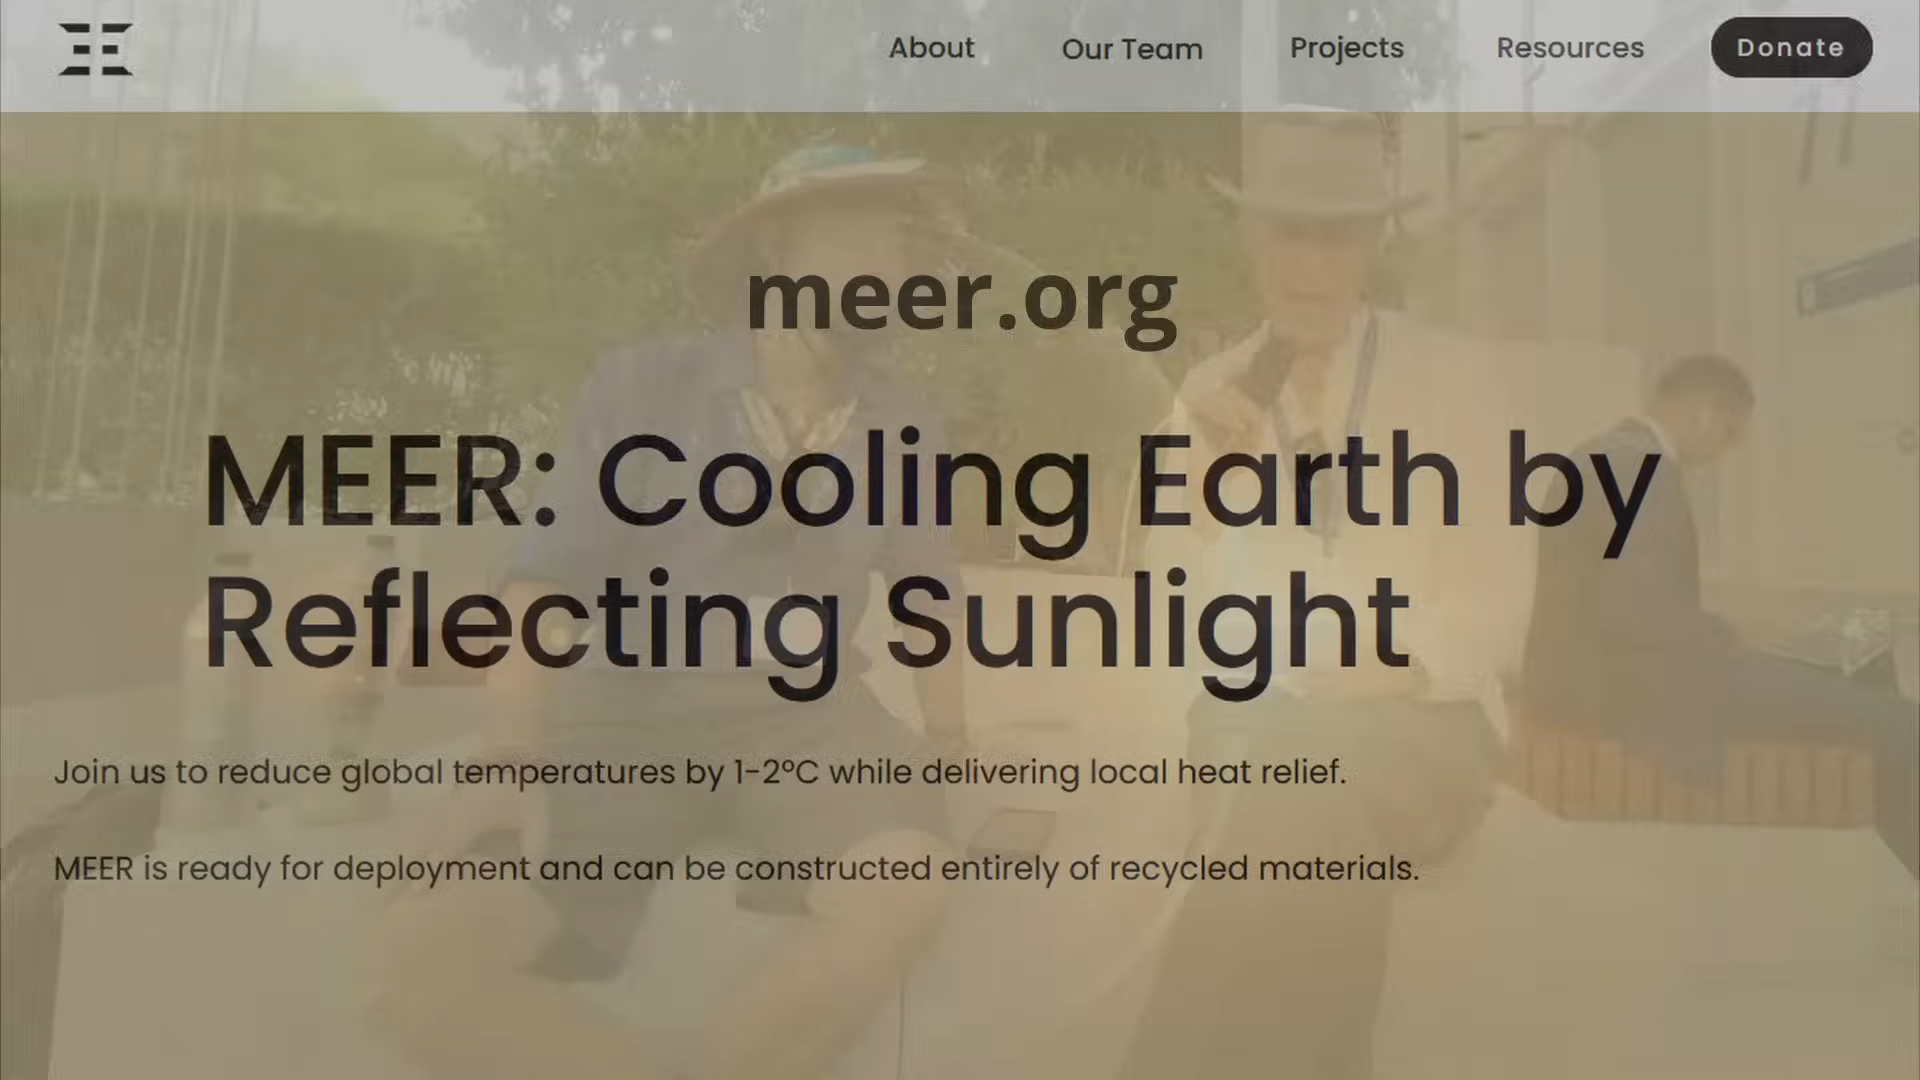 About
Our Team
Projects
Resources
Donate
meer.org
MEER: Cooling Earth by
Reflecting Sunlight
Join us to reduce global temperatures by 1-2°C while delivering local heat relief.
MEER is ready for deployment and can be constructed entirely of recycled materials.